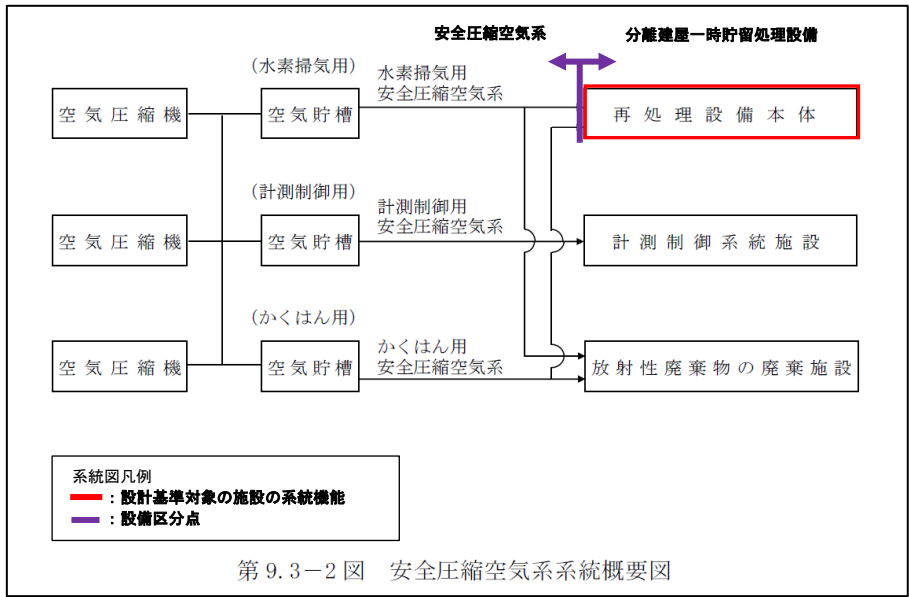 安全圧縮空気系
分離建屋一時貯留処理設備
(水素掃気用)
水素掃気用
安全圧縮空気系
空気圧縮機
空気貯槽
再処理設備本体
(計測制御用)
計測制御用
安全圧縮空気系
空気圧縮機
空気貯槽
計測制御系統施設
(かくはん用)
かくはん用
安全圧縮空気系
空気圧縮機
空気貯槽
放射性廃棄物の廃棄施設
系統図凡例
:設計基準対象の施設の系統機能
:設備区分点
第9.3-2図 安全圧縮空気系系統概要図